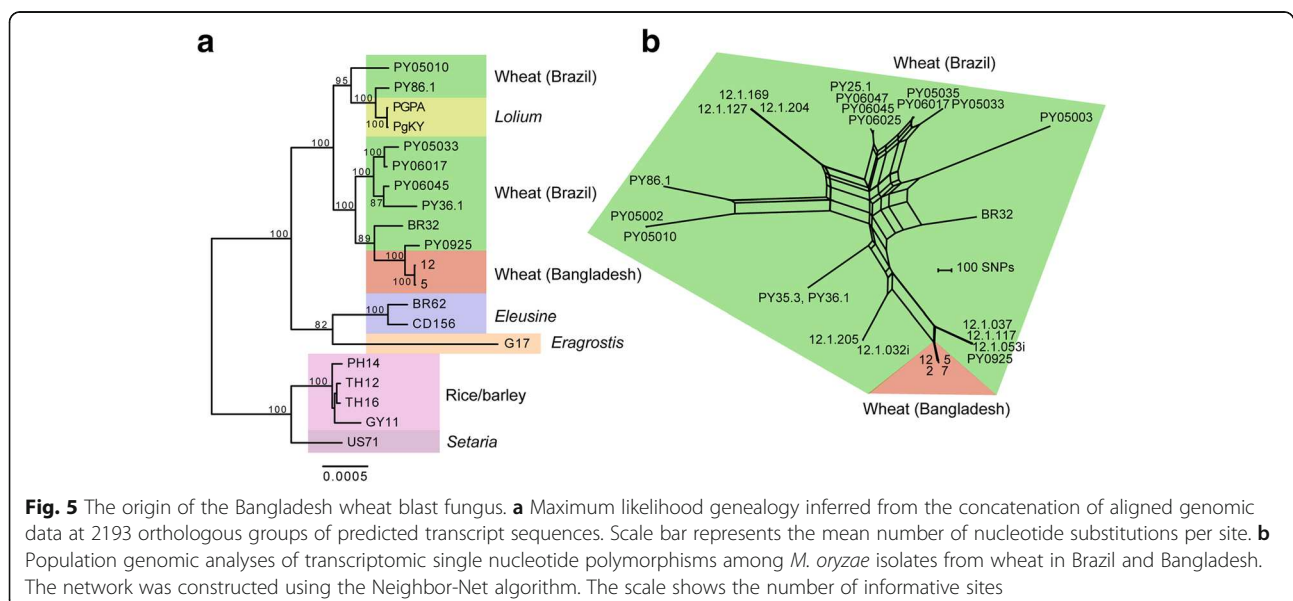 a
95
PY05010
Wheat (Brazil)
100
PY86.1
PGPA
Lolium
100
PgKY
100
100
PY05033
100
PY06017
Wheat (Brazil)
PY06045
100
87
PY36.1
BR32
89
PY0925
100
12
Wheat (Bangladesh)
100
5
100
BR62
100
Eleusine
CD156
82
G17
Eragrostis
PH14
100
TH12
Rice/barley
TH16
GY11
100
US71
Setaria
0.0005
b
Wheat (Brazil)
12.1.169
12.1.127
12.1.204
PY25.1
PY06047
PY06045
PY06025
PY05035
PY06017
PY05033
PY05003
PY86.1
PY05002
PY05010
BR32
100 SNPs
PY35.3, PY36.1
12.1.205
12.1.032i
12.1.037
12.1.117
12.1.053i
PY0925
12 5
2 7
Wheat (Bangladesh)
Fig. 5 The origin of the Bangladesh wheat blast fungus. a Maximum likelihood genealogy inferred from the concatenation of aligned genomic
data at 2193 orthologous groups of predicted transcript sequences. Scale bar represents the mean number of nucleotide substitutions per site. b
Population genomic analyses of transcriptomic single nucleotide polymorphisms among M. oryzae isolates from wheat in Brazil and Bangladesh.
The network was constructed using the Neighbor-Net algorithm. The scale shows the number of informative sites